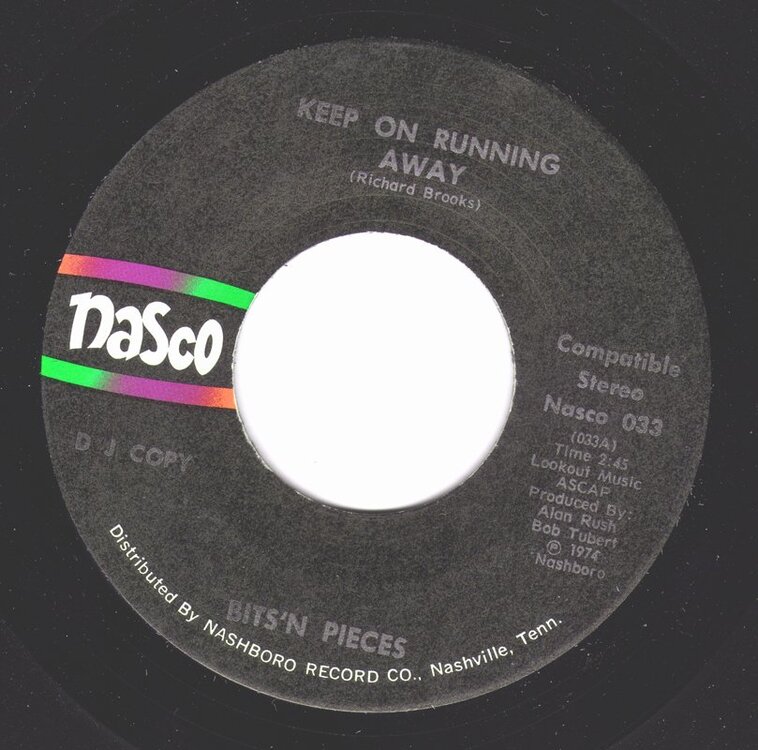 KEEP ON RUNNING
AWAY
(Richard Brooks)
nasco
Compatible
Stereo
Nasco 033
(033A)
Time 2:45
Lookout Music
ASCAP
Produced By:
Alan Rush
Bob Tubert
℗ 1974
Nashboro
D J COPY
BITS'N PIECES
Distributed By NASHBORO RECORD CO., Nashville, Tenn.